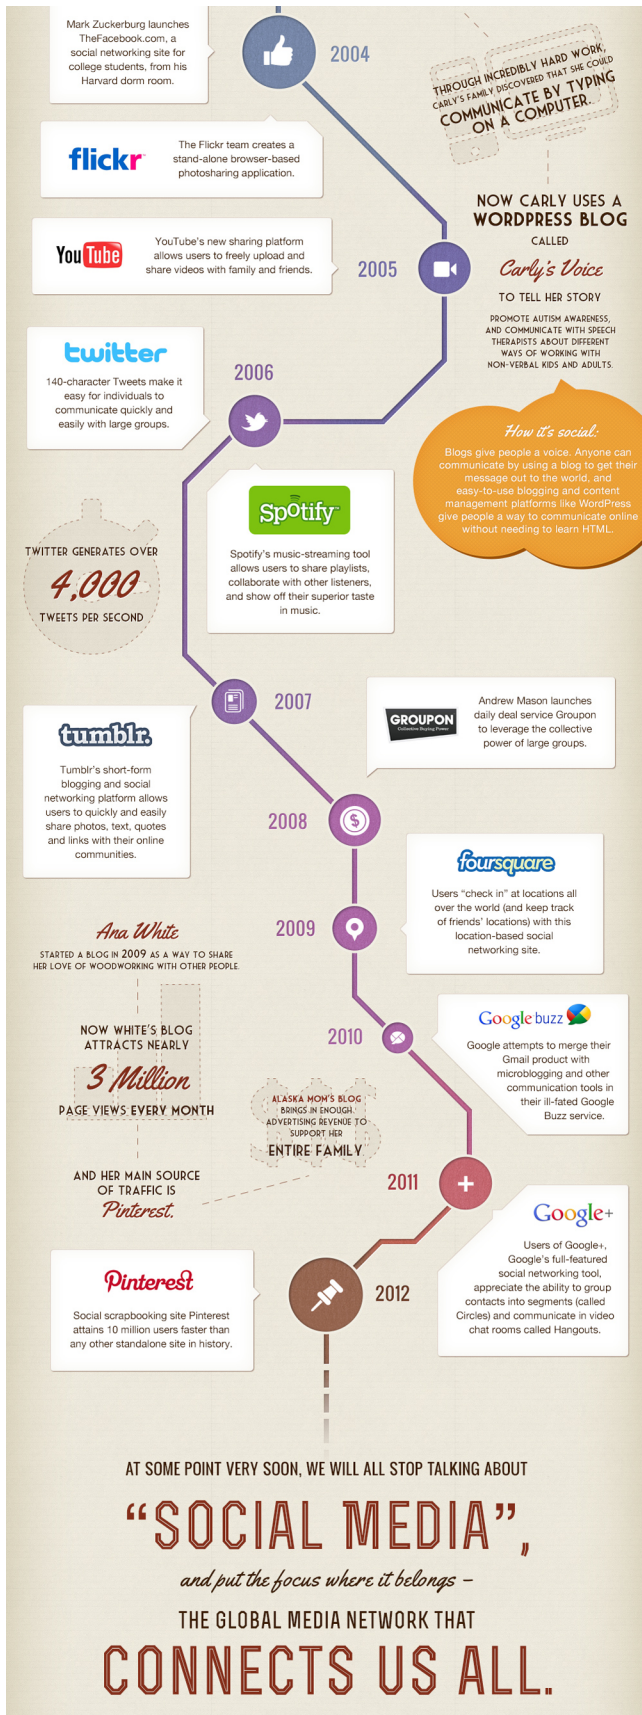 Mark Zuckerburg launches
TheFacebook.com, a
social networking site for
college students, from his
Harvard dorm room.
2004
THROUGH INCREDIBLY HARD WORK,
CARLY'S FAMILY DISCOVERED THAT SHE COULD
COMMUNICATE BY TYPING
ON A COMPUTER.
flickr
The Flickr team creates a
stand-alone browser-based
photosharing application.
NOW CARLY USES A
WORDPRESS BLOG
CALLED
Carly's Voice
TO TELL HER STORY
PROMOTE AUTISM AWARENESS,
AND COMMUNICATE WITH SPEECH
THERAPISTS ABOUT DIFFERENT
WAYS OF WORKING WITH
NON-VERBAL KIDS AND ADULTS.
YouTube
YouTube's new sharing platform
allows users to freely upload and
share videos with family and friends.
2005
twitter
140-character Tweets make it
easy for individuals to
communicate quickly and
easily with large groups.
2006
How it's social:
Blogs give people a voice. Anyone can
communicate by using a blog to get their
message out to the world, and
easy-to-use blogging and content
management platforms like WordPress
give people a way to communicate online
without needing to learn HTML.
Spotify
Spotify's music-streaming tool
allows users to share playlists,
collaborate with other listeners,
and show off their superior taste
in music.
TWITTER GENERATES OVER
4,000
TWEETS PER SECOND
2007
tumblr.
Tumblr's short-form
blogging and social
networking platform allows
users to quickly and easily
share photos, text, quotes
and links with their online
communities.
GROUPON
Collective Buying Power
Andrew Mason launches
daily deal service Groupon
to leverage the collective
power of large groups.
2008
$
foursquare
Users "check in" at locations all
over the world (and keep track
of friends' locations) with this
location-based social
networking site.
2009
Ana White
STARTED A BLOG IN 2009 AS A WAY TO SHARE
HER LOVE OF WOODWORKING WITH OTHER PEOPLE.
NOW WHITE'S BLOG
ATTRACTS NEARLY
3 Million
PAGE VIEWS EVERY MONTH
2010
Google buzz
Google attempts to merge their
Gmail product with
microblogging and other
communication tools in
their ill-fated Google
Buzz service.
ALASKA MOM'S BLOG
BRINGS IN ENOUGH
ADVERTISING REVENUE TO
SUPPORT HER
ENTIRE FAMILY
AND HER MAIN SOURCE
OF TRAFFIC IS
Pinterest.
2011
+
Google+
Users of Google+,
Google's full-featured
social networking tool,
appreciate the ability to group
contacts into segments (called
Circles) and communicate in video
chat rooms called Hangouts.
Pinterest
Social scrapbooking site Pinterest
attains 10 million users faster than
any other standalone site in history.
2012
AT SOME POINT VERY SOON, WE WILL ALL STOP TALKING ABOUT
"SOCIAL MEDIA",
and put the focus where it belongs –
THE GLOBAL MEDIA NETWORK THAT
CONNECTS US ALL.